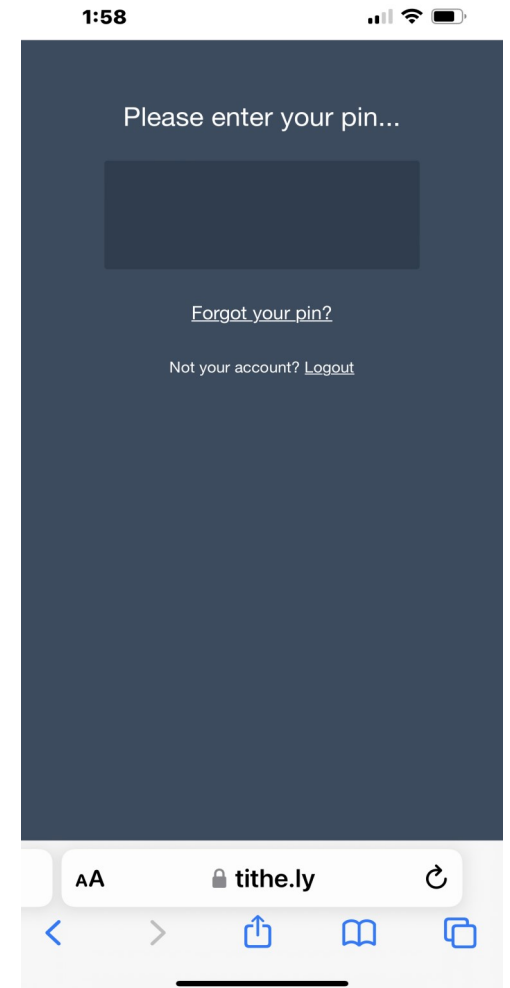 1:58
Please enter your pin...
Forgot your pin?
Not your account? Logout
AA tithe.ly